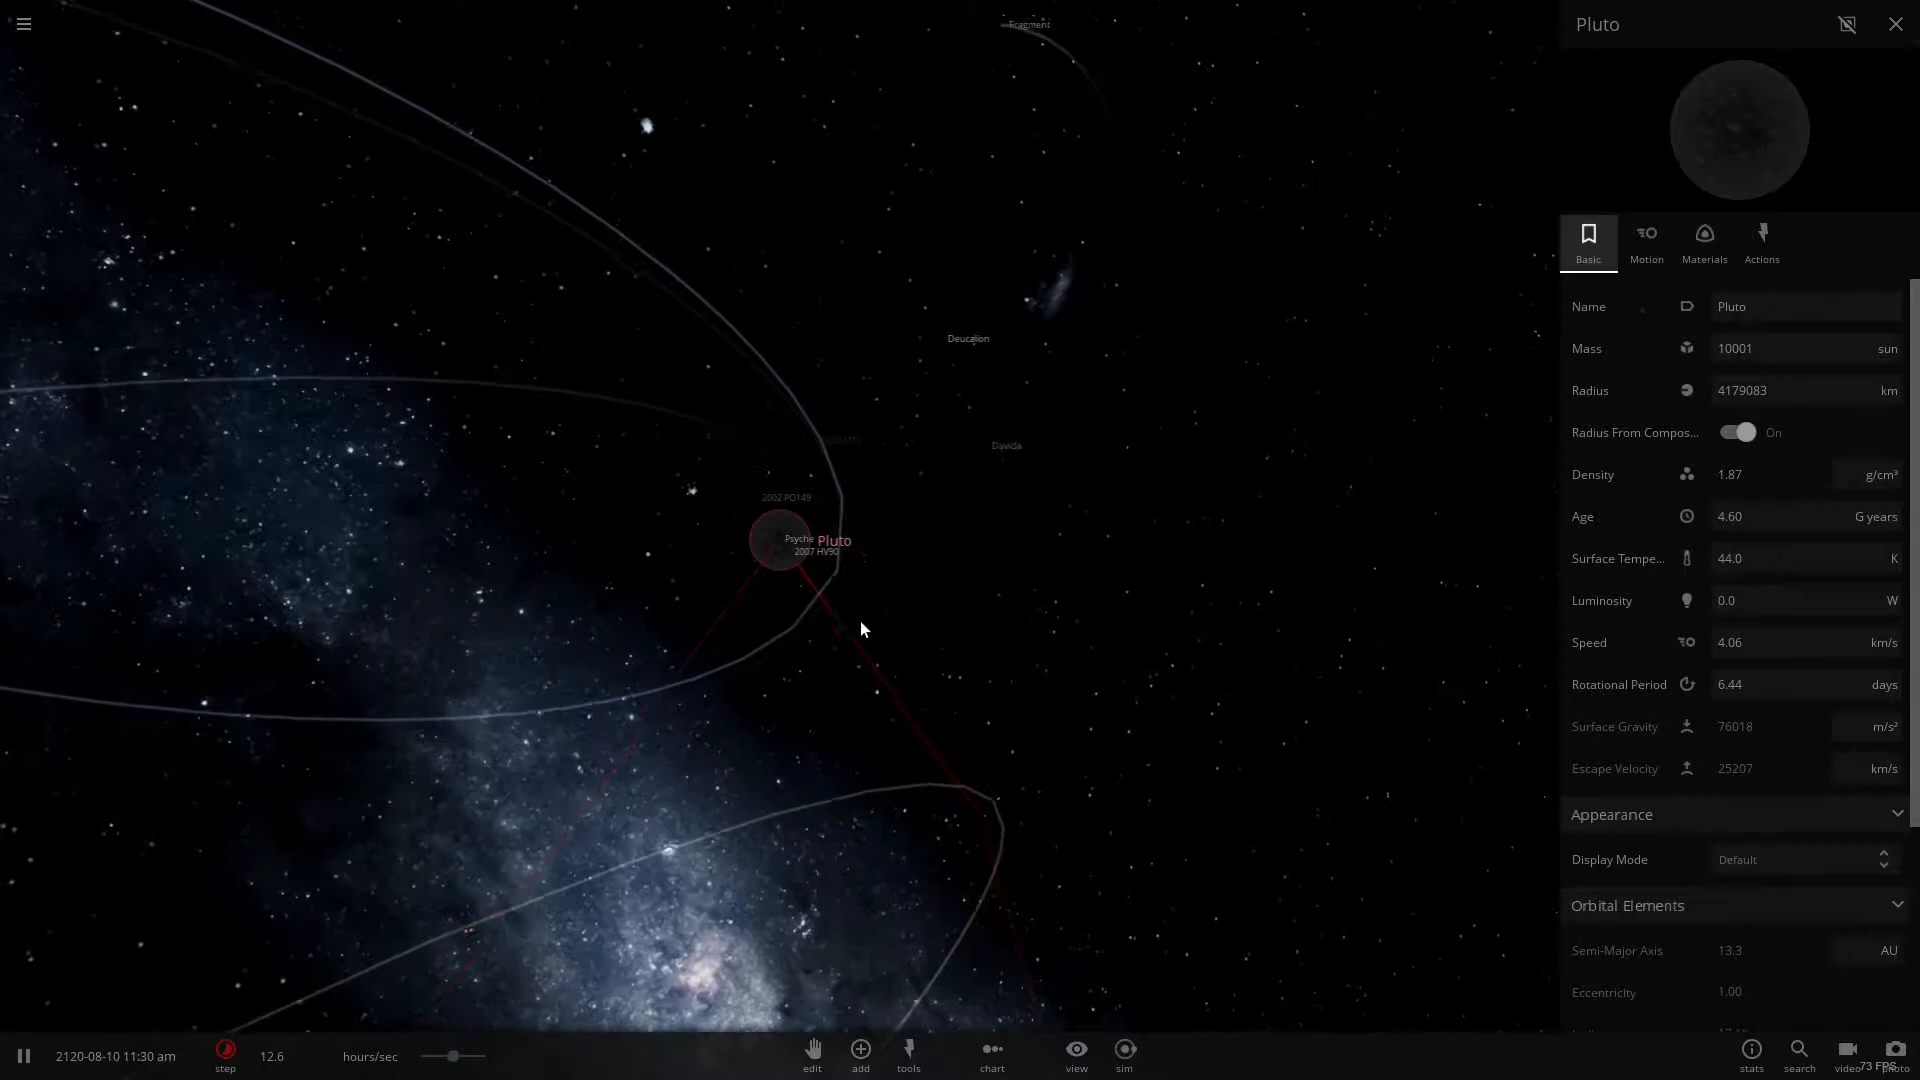 Fragment
Pluto
Basic
Motion
Materials
Actions
Name Pluto
Mass 10001 sun
Radius 4179083 km
Radius From Compos... On
Density 1.87 g/cm³
Age 4.60 G years
Surface Tempe... 44.0 K
Luminosity 0.0 W
Speed 4.06 km/s
Rotational Period 6.44 days
Surface Gravity 76018 m/s²
Escape Velocity 25207 km/s
Appearance
Display Mode Default
Orbital Elements
Semi-Major Axis 13.3 AU
Eccentricity 1.00
Deucalion
Davida
2002 PO149
Psyche Pluto
2007 HV90
2120-08-10 11:30 am
step
12.6
hours/sec
edit
add
tools
chart
view
sim
stats
search
video
73 FPS
photo